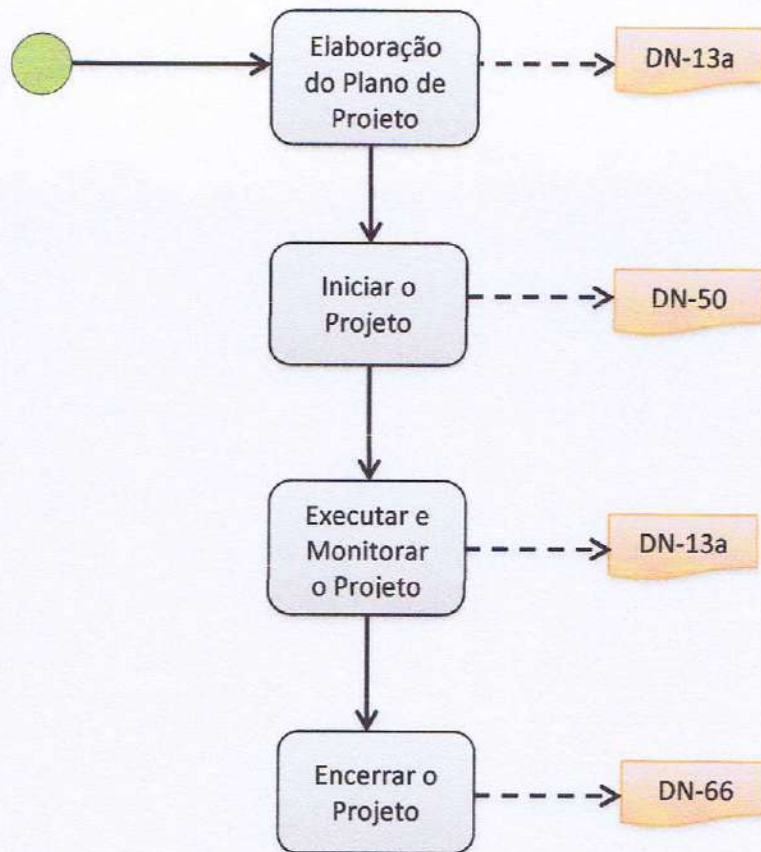 Elaboração
do Plano de
Projeto
DN-13a
Iniciar o
Projeto
DN-50
Executar e
Monitorar
o Projeto
DN-13a
Encerrar o
Projeto
DN-66